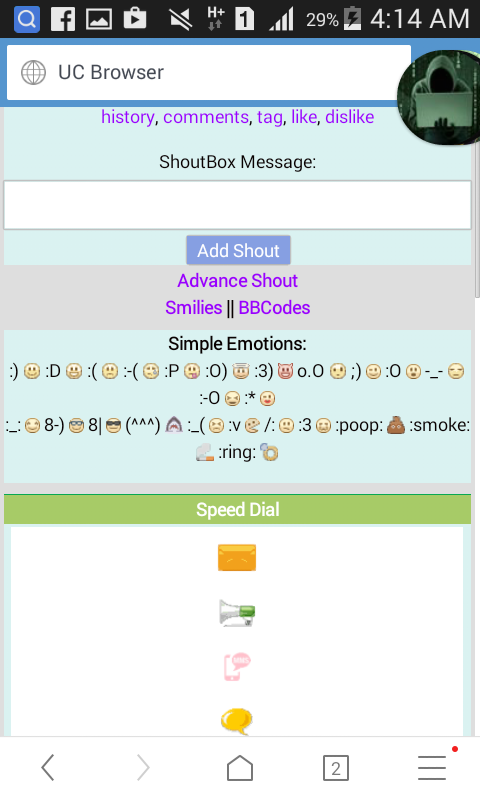 H+ 1 29% 4:14 AM
UC Browser
history, comments, tag, like, dislike
ShoutBox Message:
Add Shout
Advance Shout
Smilies || BBCodes
Simple Emotions:
:) :D :( :-( :P :O) :3) o.O ;) :O -_-
:-O :*
:_: 8-) 8| (^^^) :_( :v /: :3 :poop: :smoke:
:ring:
Speed Dial
2